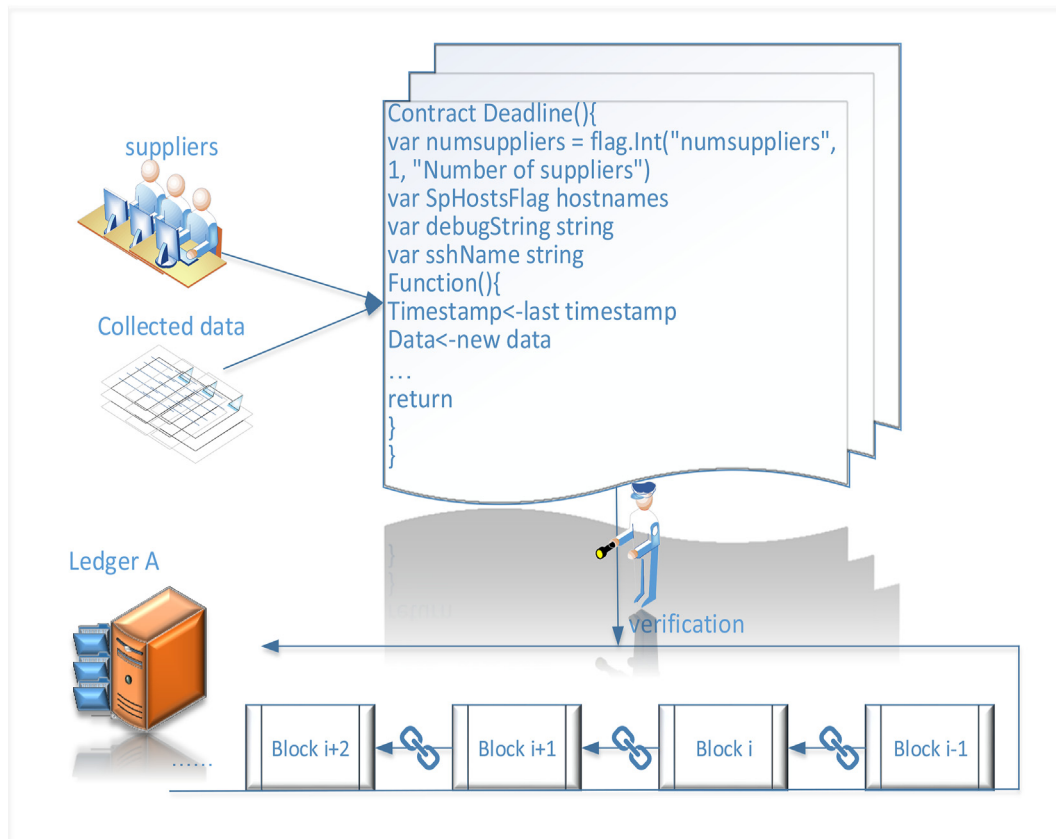 suppliers
Collected data
Contract Deadline(){
var numsuppliers = flag.Int("numsuppliers",
1, "Number of suppliers")
var SpHostsFlag hostnames
var debugString string
var sshName string
Function(){
Timestamp<-last timestamp
Data<-new data
...
return
}
}
Ledger A
verification
......
Block i+2
Block i+1
Block i
Block i-1